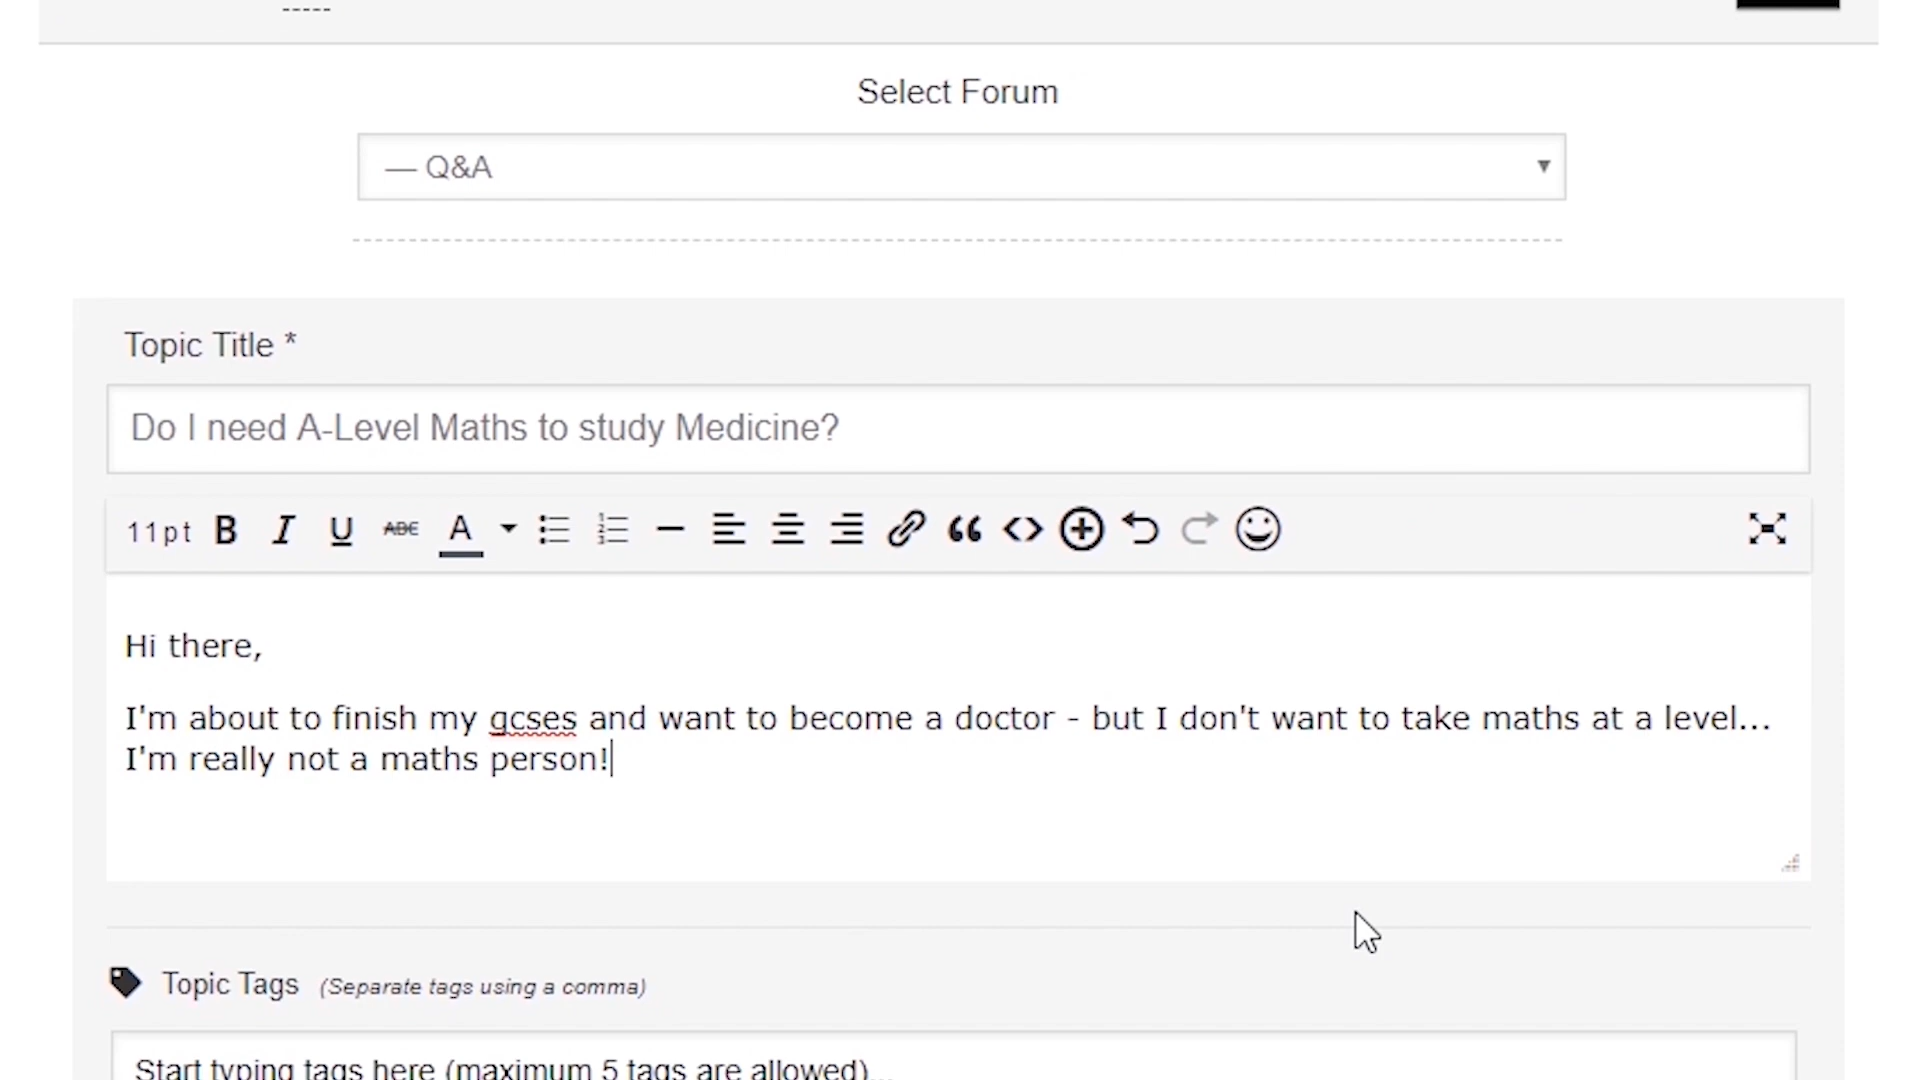 Select Forum
— Q&A
Topic Title *
Do I need A-Level Maths to study Medicine?
11pt B I U ABC A
Hi there,
I'm about to finish my gcses and want to become a doctor - but I don't want to take maths at a level...
I'm really not a maths person!
Topic Tags (Separate tags using a comma)
Start typing tags here (maximum 5 tags are allowed)...